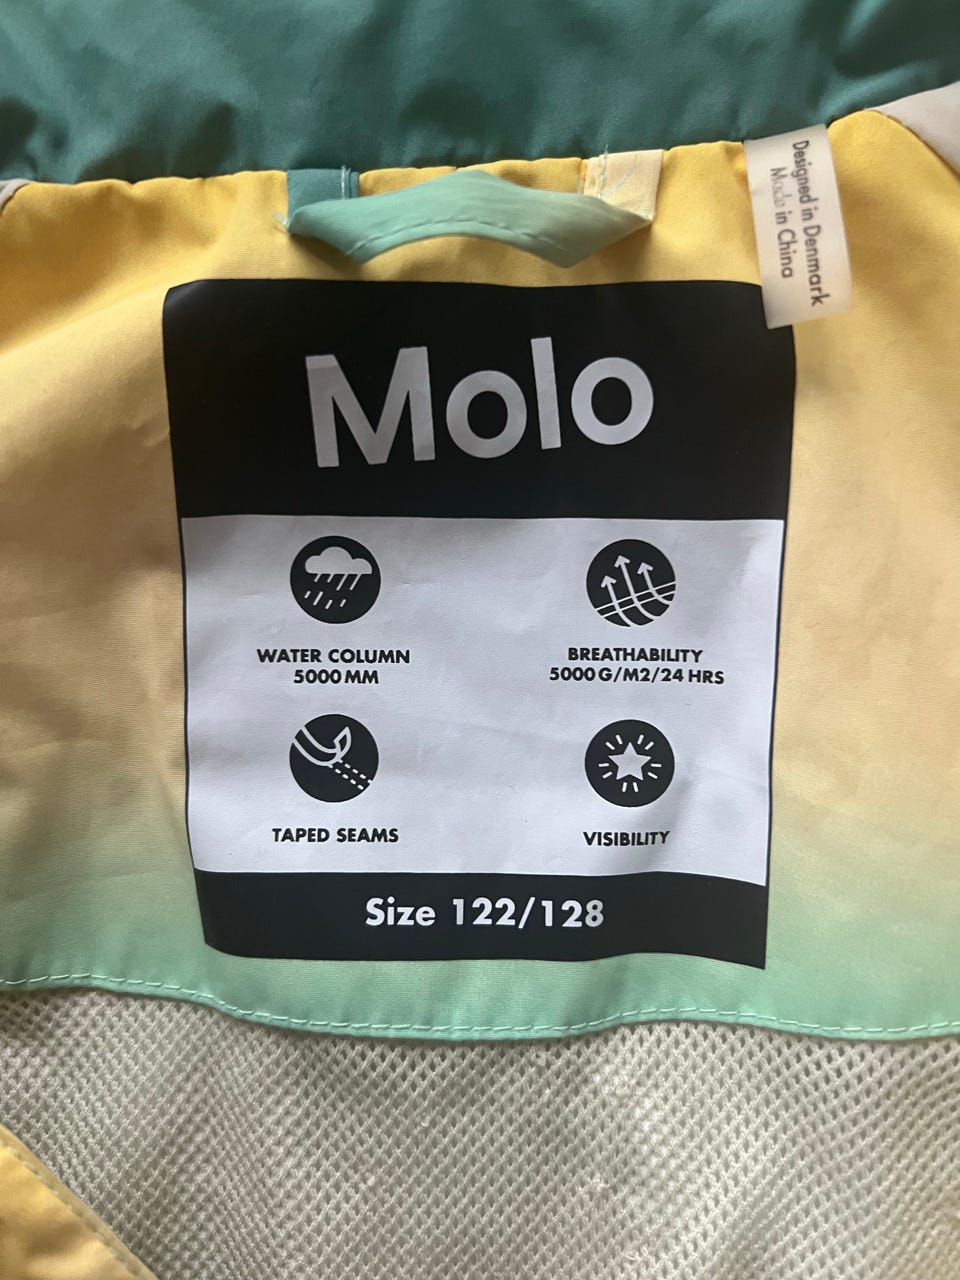 Designed in Denmark
Made in China
Molo
WATER COLUMN
5000 MM
BREATHABILITY
5000 G/M2/24 HRS
TAPED SEAMS
VISIBILITY
Size 122/128